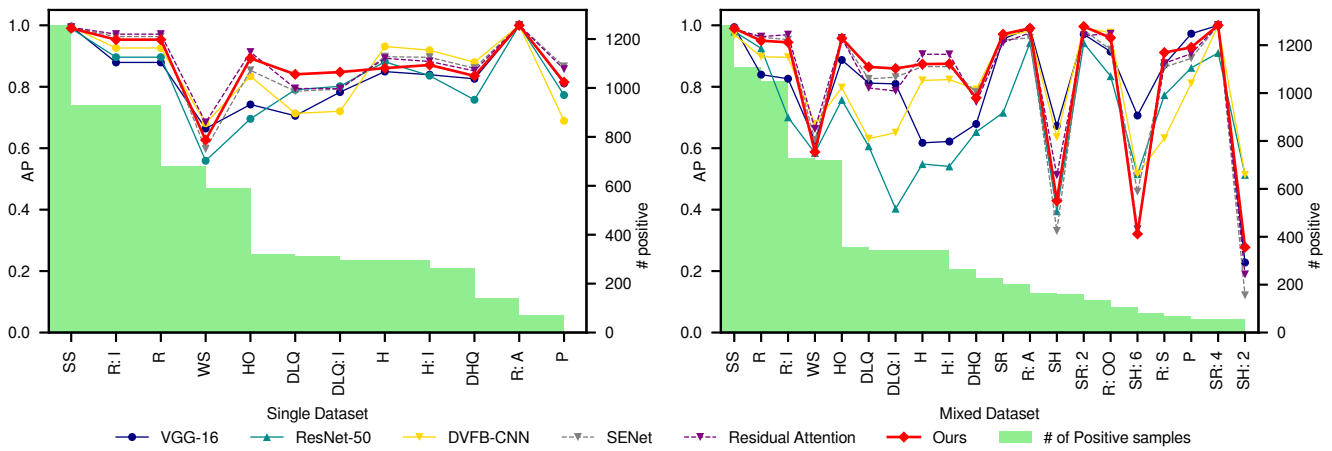 1.0
0.8
0.6
0.4
0.2
0.0
AP
1200
1000
800
600
400
200
0
# positive
SS
R: I
R
WS
HO
DLQ
DLQ: I
H
H: I
DHQ
R: A
P
Single Dataset
1.0
0.8
0.6
0.4
0.2
0.0
AP
1200
1000
800
600
400
200
0
# positive
SS
R
R: I
WS
HO
DLQ
DLQ: I
H
H: I
DHQ
SR
R: A
SH
SR: 2
R: OO
SH: 6
R: S
P
SR: 4
SH: 2
Mixed Dataset
VGG-16 ResNet-50 DVFB-CNN SENet Residual Attention Ours # of Positive samples